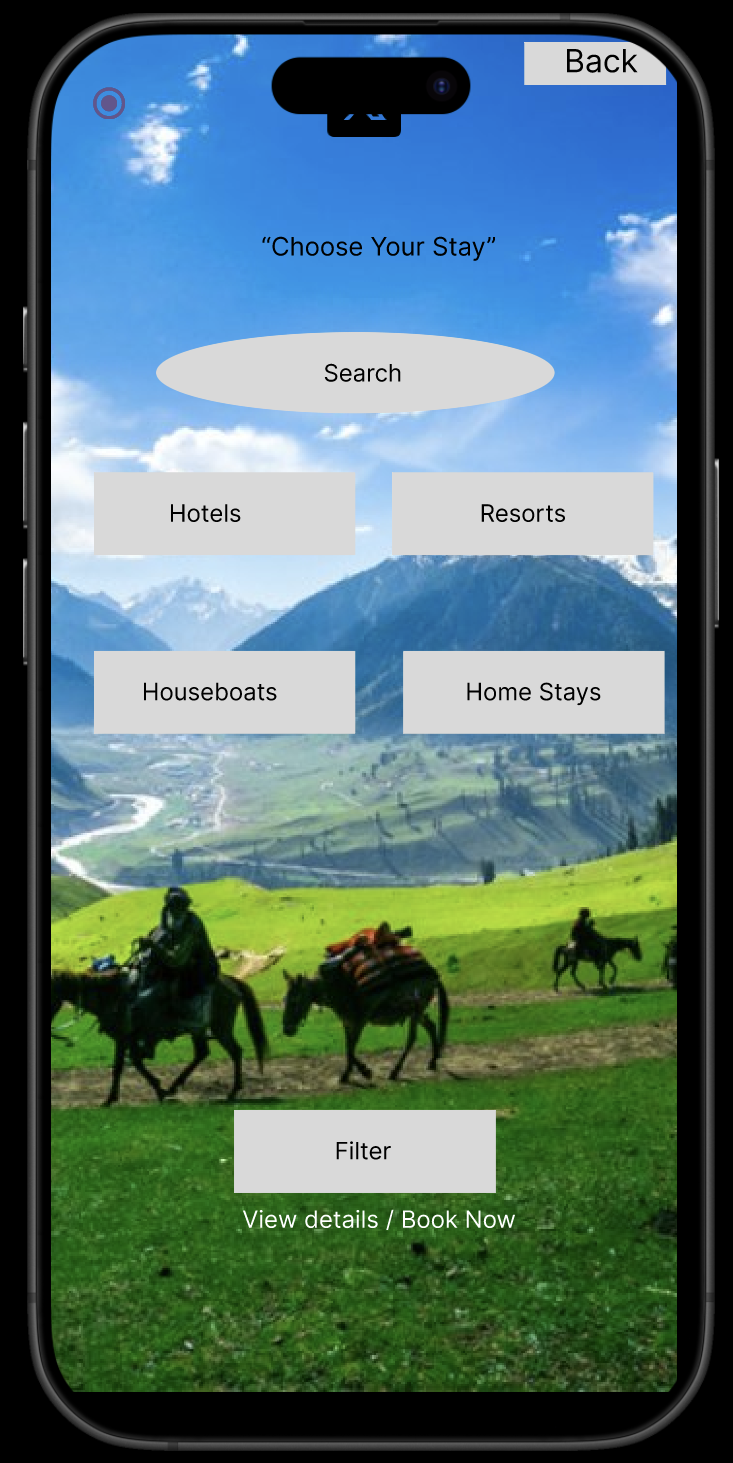 Back
“Choose Your Stay”
Search
Hotels
Resorts
Houseboats
Home Stays
Filter
View details / Book Now